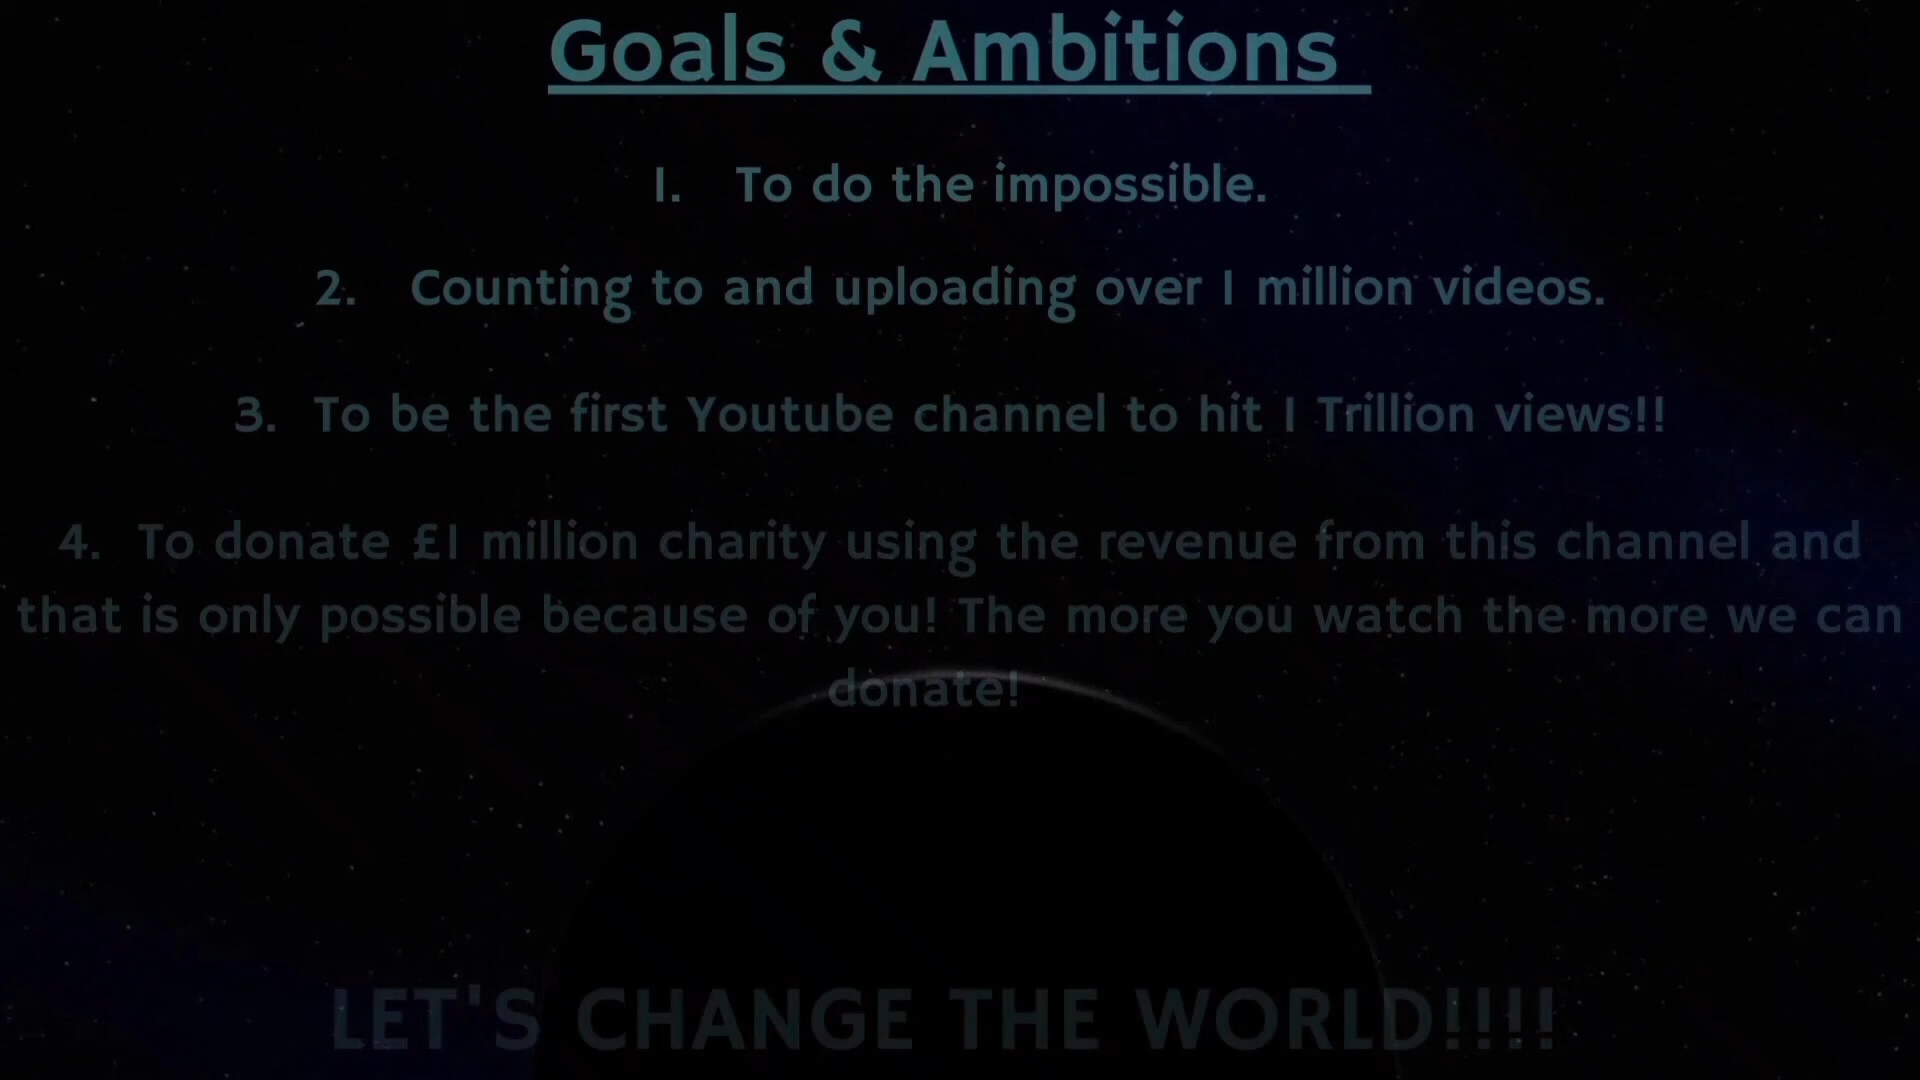 Goals & Ambitions
1. To do the impossible.
2. Counting to and uploading over 1 million videos.
3. To be the first Youtube channel to hit 1 Trillion views!!
4. To donate £1 million charity using the revenue from this channel and
that is only possible because of you! The more you watch the more we can
donate!
LET'S CHANGE THE WORLD!!!!